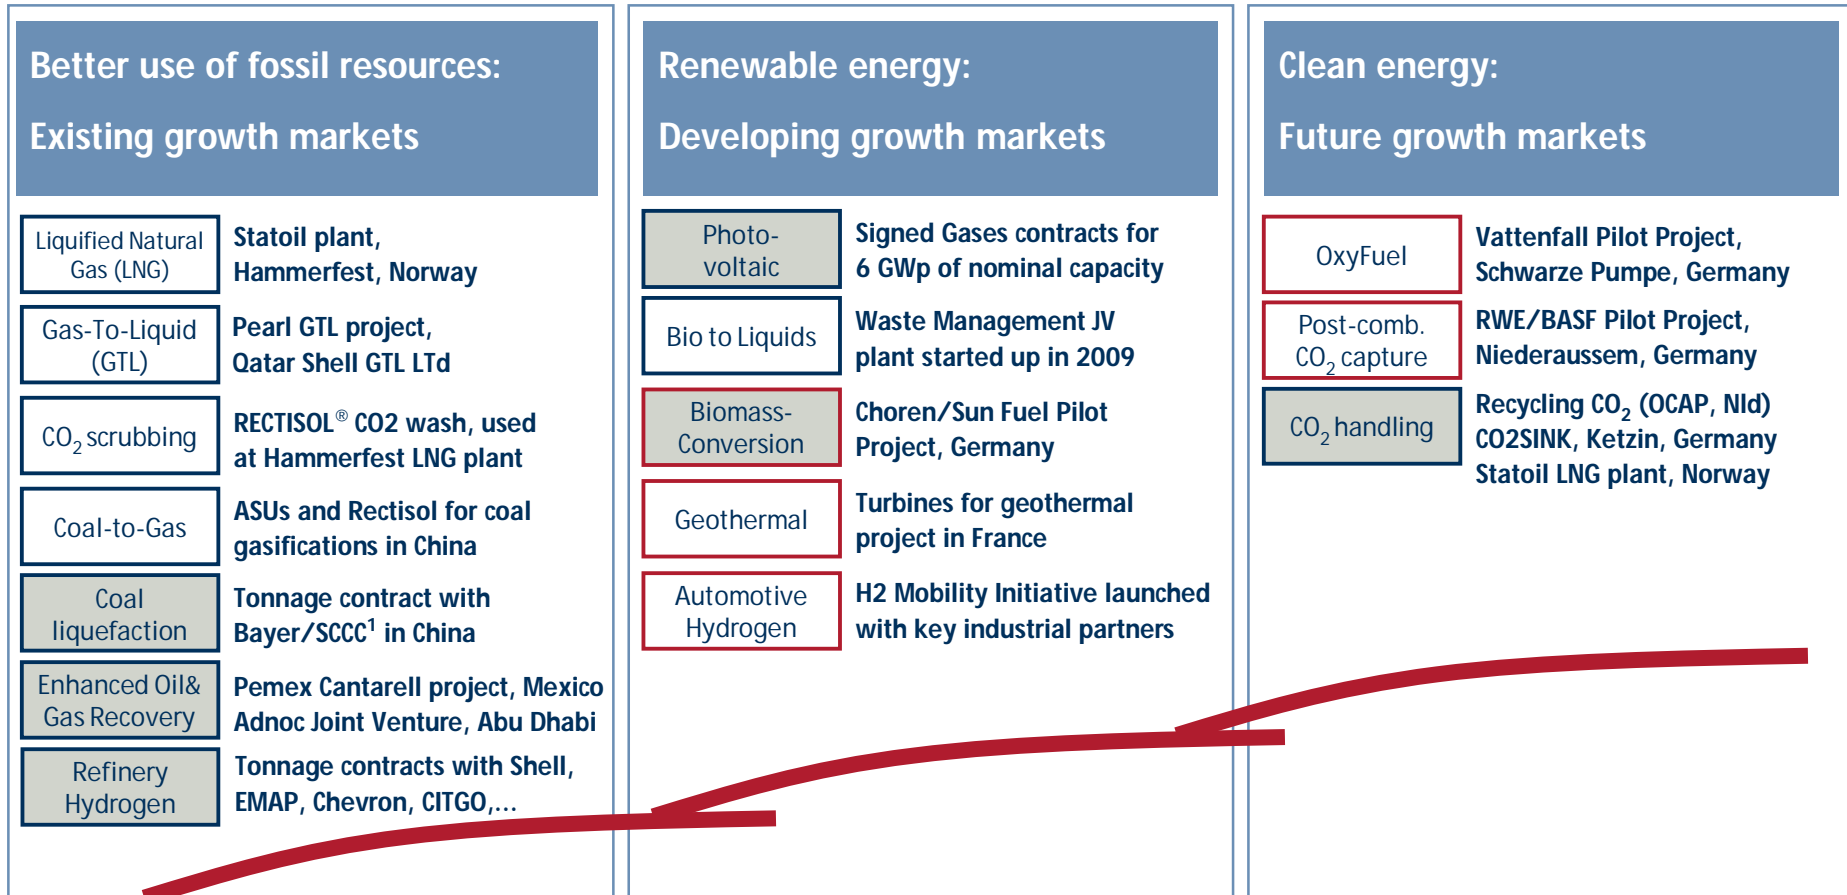 Better use of fossil resources:
Existing growth markets
Liquified Natural
Gas (LNG)
Statoil plant,
Hammerfest, Norway
Gas-To-Liquid
(GTL)
Pearl GTL project,
Qatar Shell GTL LTd
CO2 scrubbing
RECTISOL® CO2 wash, used
at Hammerfest LNG plant
Coal-to-Gas
ASUs and Rectisol for coal
gasifications in China
Coal
liquefaction
Tonnage contract with
Bayer/SCCC1 in China
Enhanced Oil&
Gas Recovery
Pemex Cantarell project, Mexico
Adnoc Joint Venture, Abu Dhabi
Refinery
Hydrogen
Tonnage contracts with Shell,
EMAP, Chevron, CITGO,...
Renewable energy:
Developing growth markets
Photo-
voltaic
Signed Gases contracts for
6 GWp of nominal capacity
Bio to Liquids
Waste Management JV
plant started up in 2009
Biomass-
Conversion
Choren/Sun Fuel Pilot
Project, Germany
Geothermal
Turbines for geothermal
project in France
Automotive
Hydrogen
H2 Mobility Initiative launched
with key industrial partners
Clean energy:
Future growth markets
OxyFuel
Vattenfall Pilot Project,
Schwarze Pumpe, Germany
Post-comb.
CO2 capture
RWE/BASF Pilot Project,
Niederaussem, Germany
CO2 handling
Recycling CO2 (OCAP, Nld)
CO2SINK, Ketzin, Germany
Statoil LNG plant, Norway